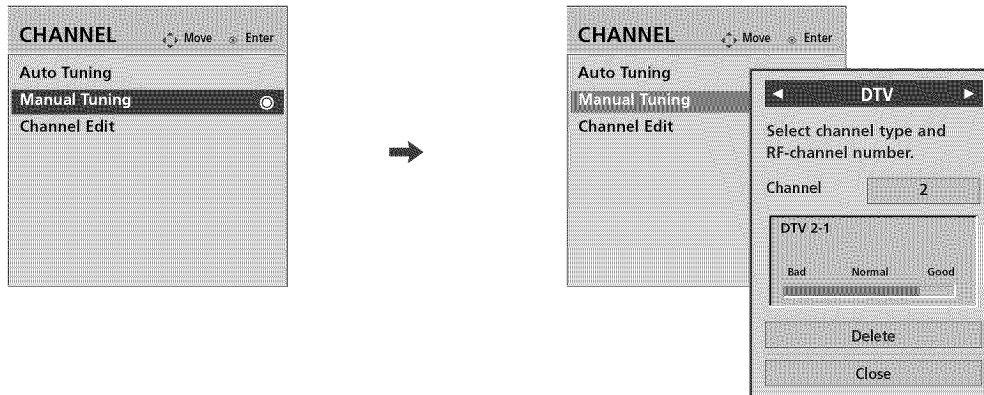 CHANNEL Move Enter
Auto Tuning
Manual Tuning
Channel Edit
CHANNEL Move Enter
Auto Tuning
Manual Tuning
Channel Edit
DTV
Select channel type and
RF-channel number.
Channel 2
DTV 2-1
Bad Normal Good
Delete
Close